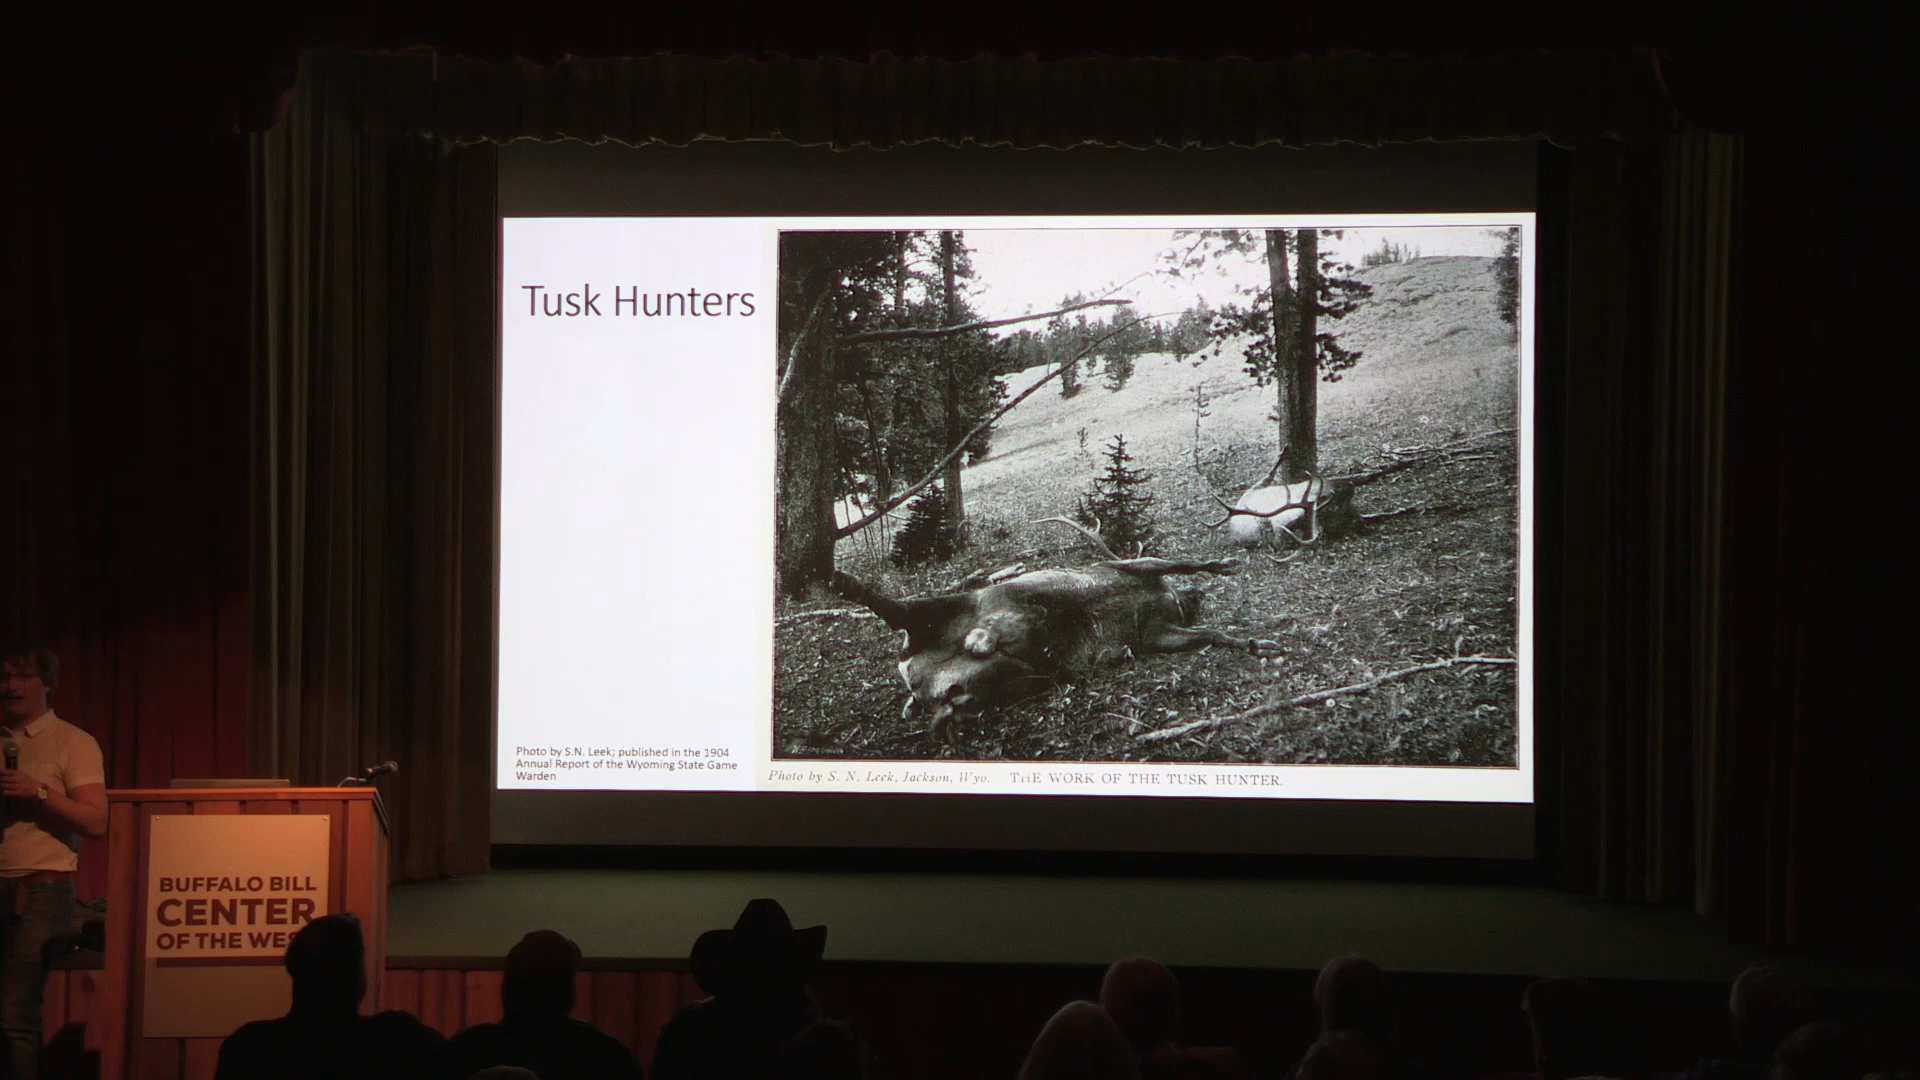 Tusk Hunters
Photo by S.N. Leek; published in the 1904
Annual Report of the Wyoming State Game
Warden
Photo by S. N. Leek, Jackson, Wyo. THE WORK OF THE TUSK HUNTER.
BUFFALO BILL
CENTER
OF THE WES